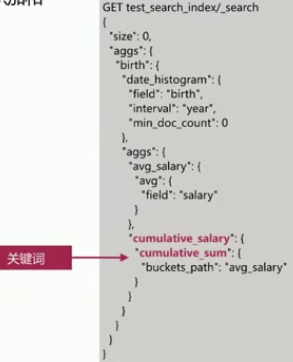 GET test_search_index/_search
{
"size": 0,
"aggs": {
"birth": {
"date_histogram": {
"field": "birth",
"interval": "year",
"min_doc_count": 0
},
"aggs": {
"avg_salary": {
"avg": {
"field": "salary"
}
},
"cumulative_salary": {
"cumulative_sum": {
关键词
"buckets_path": "avg_salary"
}
}
}
}
}
}